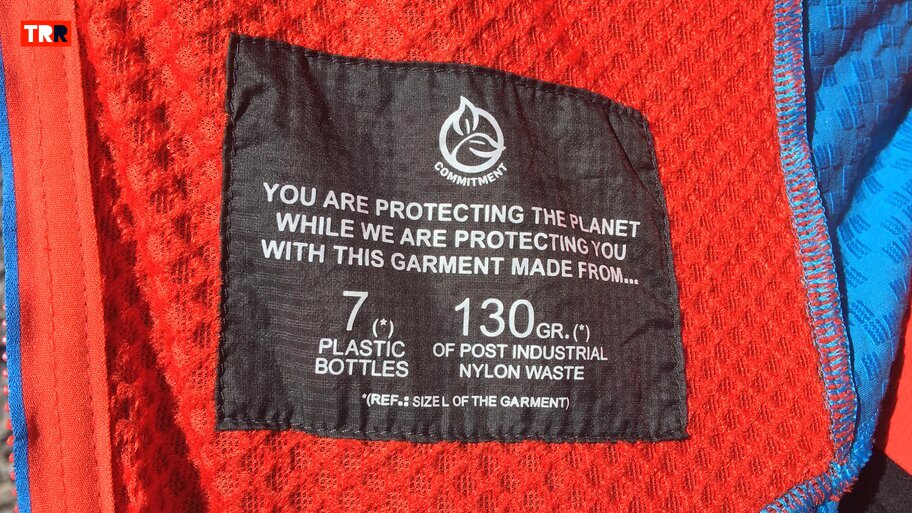 TRR
COMMITMENT
YOU ARE PROTECTING THE PLANET
WHILE WE ARE PROTECTING YOU
WITH THIS GARMENT MADE FROM...
7(*)
PLASTIC
BOTTLES
130GR.(*)
OF POST INDUSTRIAL
NYLON WASTE
*(REF.: SIZE L OF THE GARMENT)